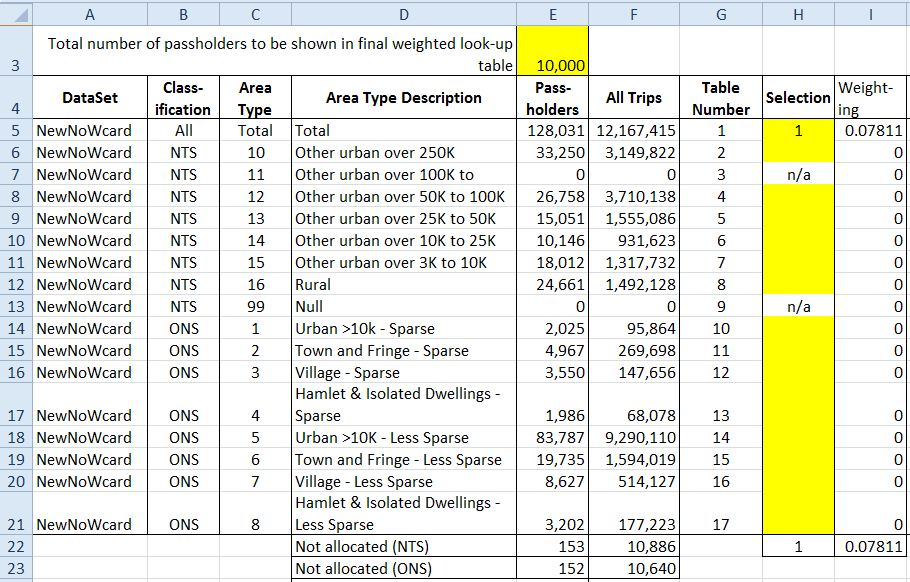 A B C D E F G H I
3 Total number of passholders to be shown in final weighted look-up
table 10,000
4 DataSet Class-
ification Area
Type Area Type Description Pass-
holders All Trips Table
Number Selection Weight-
ing
5 NewNoWcard All Total Total 128,031 12,167,415 1 1 0.07811
6 NewNoWcard NTS 10 Other urban over 250K 33,250 3,149,822 2 0
7 NewNoWcard NTS 11 Other urban over 100K to 0 0 3 n/a 0
8 NewNoWcard NTS 12 Other urban over 50K to 100K 26,758 3,710,138 4 0
9 NewNoWcard NTS 13 Other urban over 25K to 50K 15,051 1,555,086 5 0
10 NewNoWcard NTS 14 Other urban over 10K to 25K 10,146 931,623 6 0
11 NewNoWcard NTS 15 Other urban over 3K to 10K 18,012 1,317,732 7 0
12 NewNoWcard NTS 16 Rural 24,661 1,492,128 8 0
13 NewNoWcard NTS 99 Null 0 0 9 n/a 0
14 NewNoWcard ONS 1 Urban >10k - Sparse 2,025 95,864 10 0
15 NewNoWcard ONS 2 Town and Fringe - Sparse 4,967 269,698 11 0
16 NewNoWcard ONS 3 Village - Sparse 3,550 147,656 12 0
Hamlet & Isolated Dwellings -
17 NewNoWcard ONS 4 Sparse 1,986 68,078 13 0
18 NewNoWcard ONS 5 Urban >10K - Less Sparse 83,787 9,290,110 14 0
19 NewNoWcard ONS 6 Town and Fringe - Less Sparse 19,735 1,594,019 15 0
20 NewNoWcard ONS 7 Village - Less Sparse 8,627 514,127 16 0
Hamlet & Isolated Dwellings -
21 NewNoWcard ONS 8 Less Sparse 3,202 177,223 17 0
22 Not allocated (NTS) 153 10,886 1 0.07811
23 Not allocated (ONS) 152 10,640